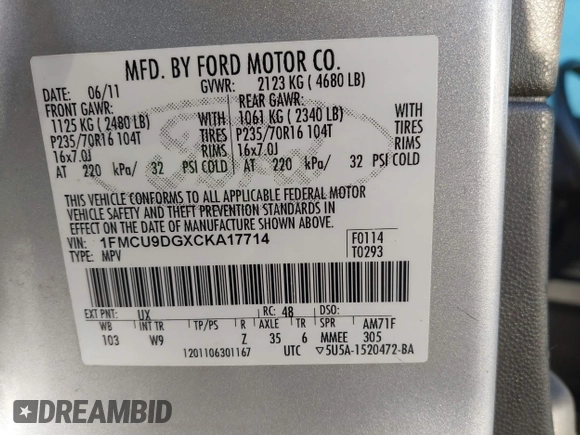 MFD. BY FORD MOTOR CO.
DATE: 06/11 GVWR: 2123 KG ( 4680 LB)
FRONT GAWR: REAR GAWR:
1125 KG ( 2480 LB) WITH 1061 KG ( 2340 LB) WITH
P235/70R16 104T TIRES P235/70R16 104T TIRES
16x7.0J RIMS 16x7.0J RIMS
AT 220 kPa/ 32 PSI COLD AT 220 kPa/ 32 PSI COLD
THIS VEHICLE CONFORMS TO ALL APPLICABLE FEDERAL MOTOR
VEHICLE SAFETY AND THEFT PREVENTION STANDARDS IN
EFFECT ON THE DATE OF MANUFACTURE SHOWN ABOVE.
VIN: 1FMCU9DGXCKA17714 F0114
TYPE: MPV T0293
EXT PNT: UX RC: 48 DSO:
WB INT TR TP/PS R AXLE TR SPR AM71F
103 W9 Z 35 6 MMEE 305
1201106301167 UTC ▽5U5A-1520472-BA
DREAMBID